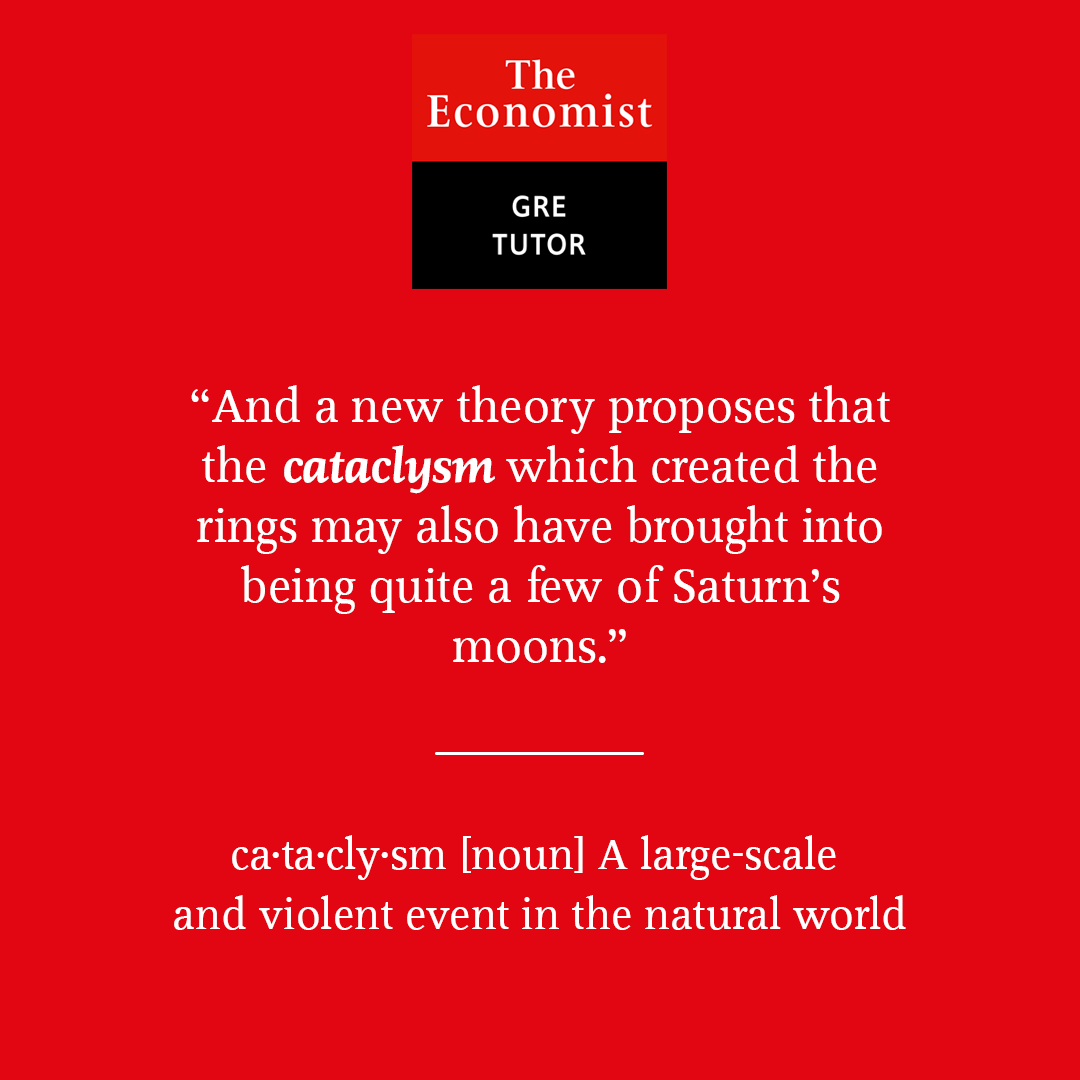 The
Economist
GRE
TUTOR
“And a new theory proposes that
the cataclysm which created the
rings may also have brought into
being quite a few of Saturn’s
moons.”
ca·ta·cly·sm [noun] A large-scale
and violent event in the natural world